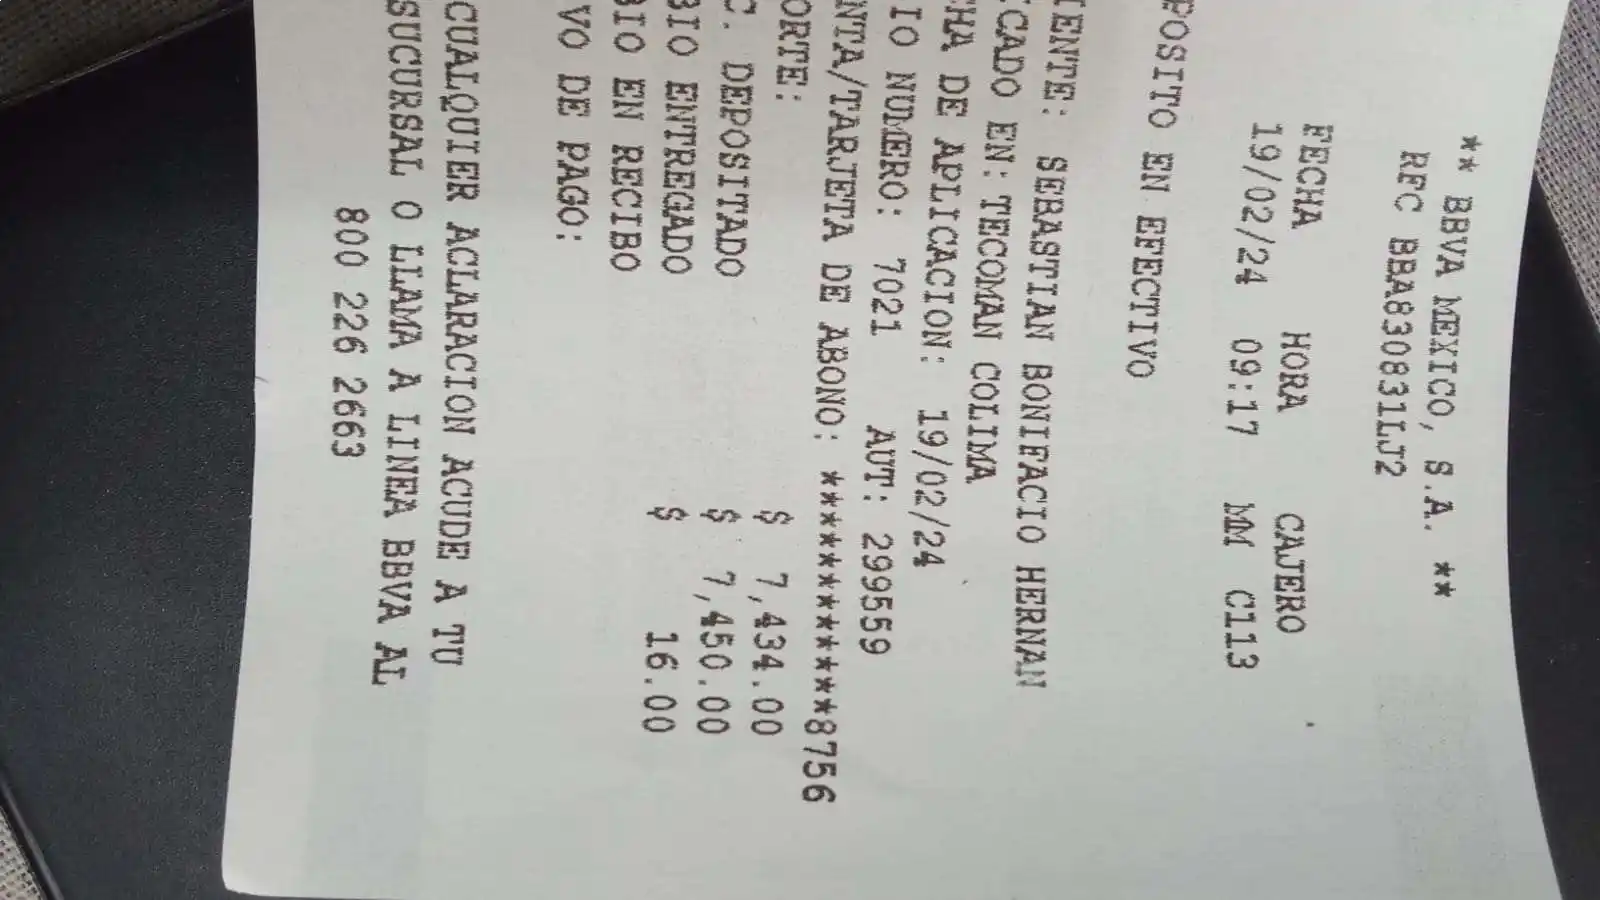 ** BBVA MEXICO, S.A. **
RFC BBA830831LJ2
FECHA HORA CAJERO
19/02/24 09:17 MM C113
POSITO EN EFECTIVO
IENTE: SEBASTIAN BONIFACIO HERNAN
ICADO EN: TECOMAN COLIMA
CHA DE APLICACION: 19/02/24
IO NUMERO: 7021 AUT: 299559
NTA/TARJETA DE ABONO: ************8756
ORTE:
C. DEPOSITADO $ 7,434.00
BIO ENTREGADO $ 7,450.00
BIO EN RECIBO $ 16.00
VO DE PAGO:
CUALQUIER ACLARACION ACUDE A TU
SUCURSAL O LLAMA A LINEA BBVA AL
800 226 2663